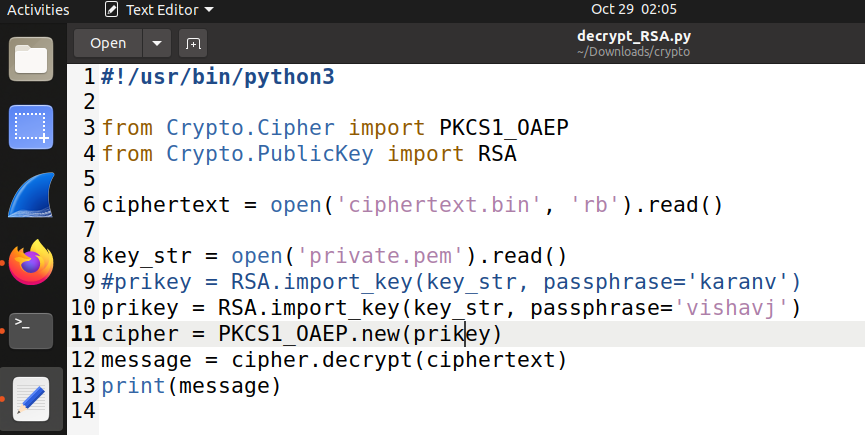 Activities Text Editor Oct 29 02:05
Open decrypt_RSA.py
~/Downloads/crypto
1 #!/usr/bin/python3
2
3 from Crypto.Cipher import PKCS1_OAEP
4 from Crypto.PublicKey import RSA
5
6 ciphertext = open('ciphertext.bin', 'rb').read()
7
8 key_str = open('private.pem').read()
9 #prikey = RSA.import_key(key_str, passphrase='karanv')
10 prikey = RSA.import_key(key_str, passphrase='vishavj')
11 cipher = PKCS1_OAEP.new(prikey)
12 message = cipher.decrypt(ciphertext)
13 print(message)
14